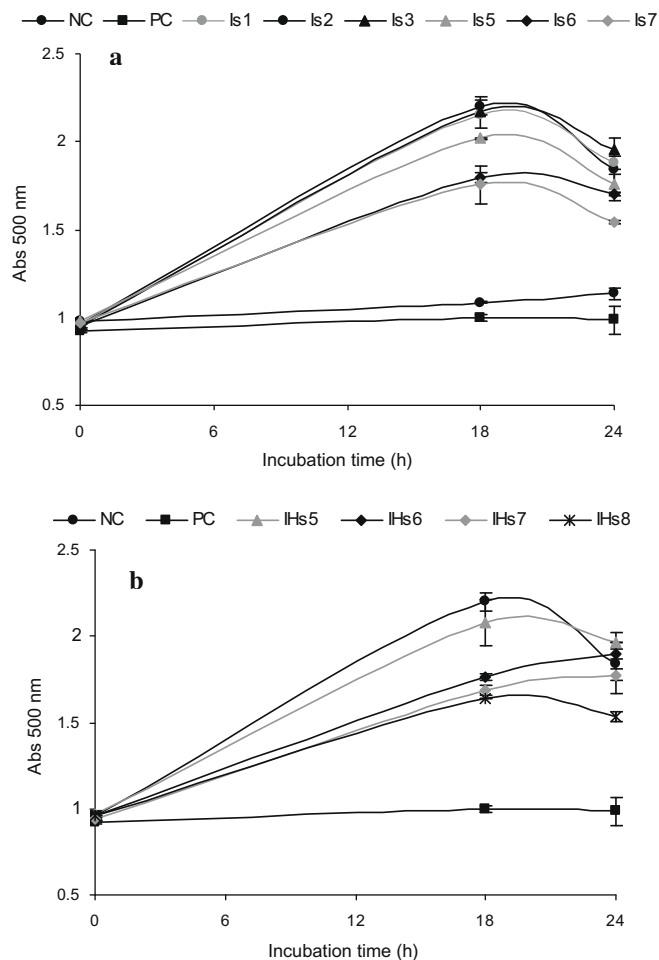 NC PC Is1 Is2 Is3 Is5 Is6 Is7
a
2.5
2
1.5
1
0.5
Abs 500 nm
0 6 12 18 24
Incubation time (h)
NC PC IHs5 IHs6 IHs7 IHs8
b
2.5
2
1.5
1
0.5
Abs 500 nm
0 6 12 18 24
Incubation time (h)